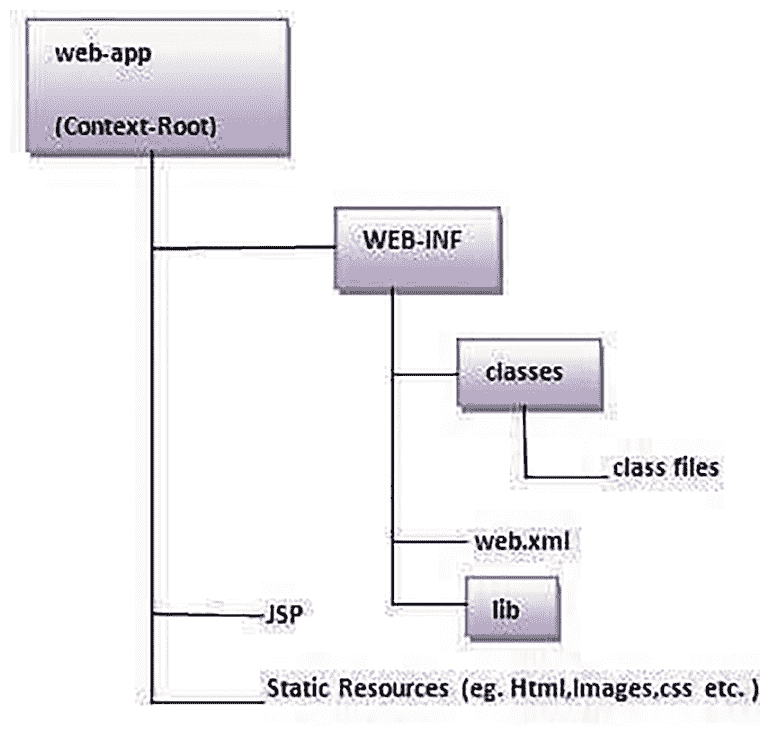 web-app
(Context-Root)
WEB-INF
classes
class files
web.xml
lib
JSP
Static Resources (eg. Html,Images,css etc. )